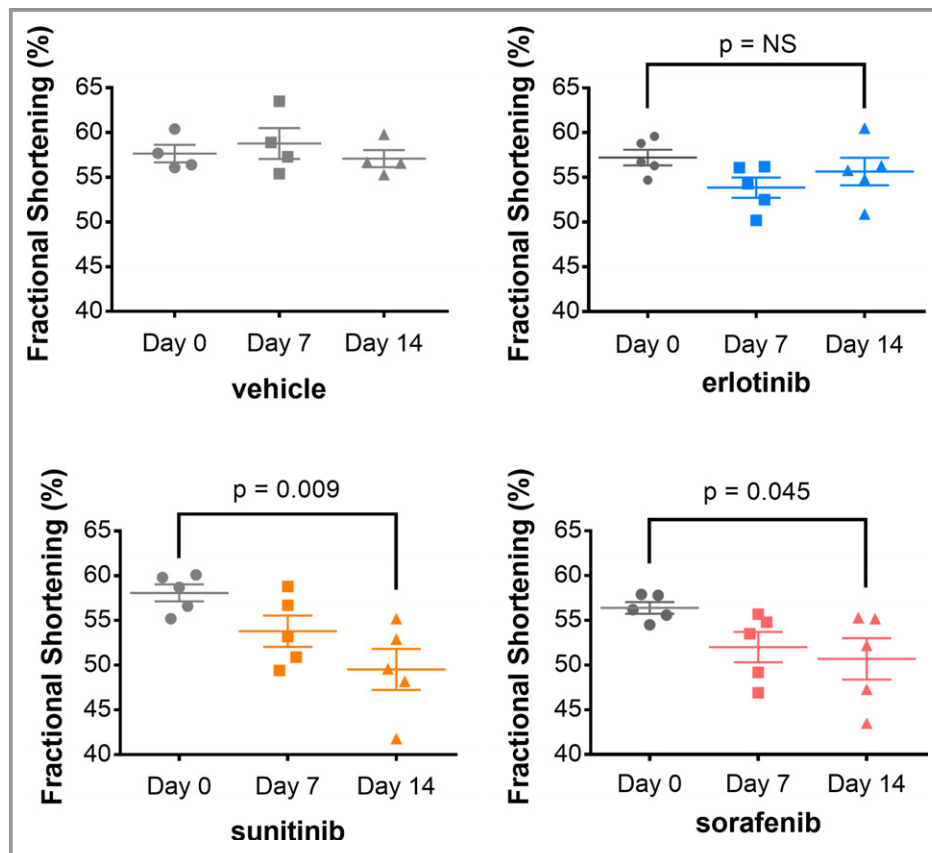 Fractional Shortening (%)
65
60
55
50
45
40
Day 0 Day 7 Day 14
vehicle
p = NS
Fractional Shortening (%)
65
60
55
50
45
40
Day 0 Day 7 Day 14
erlotinib
p = 0.009
Fractional Shortening (%)
65
60
55
50
45
40
Day 0 Day 7 Day 14
sunitinib
p = 0.045
Fractional Shortening (%)
65
60
55
50
45
40
Day 0 Day 7 Day 14
sorafenib